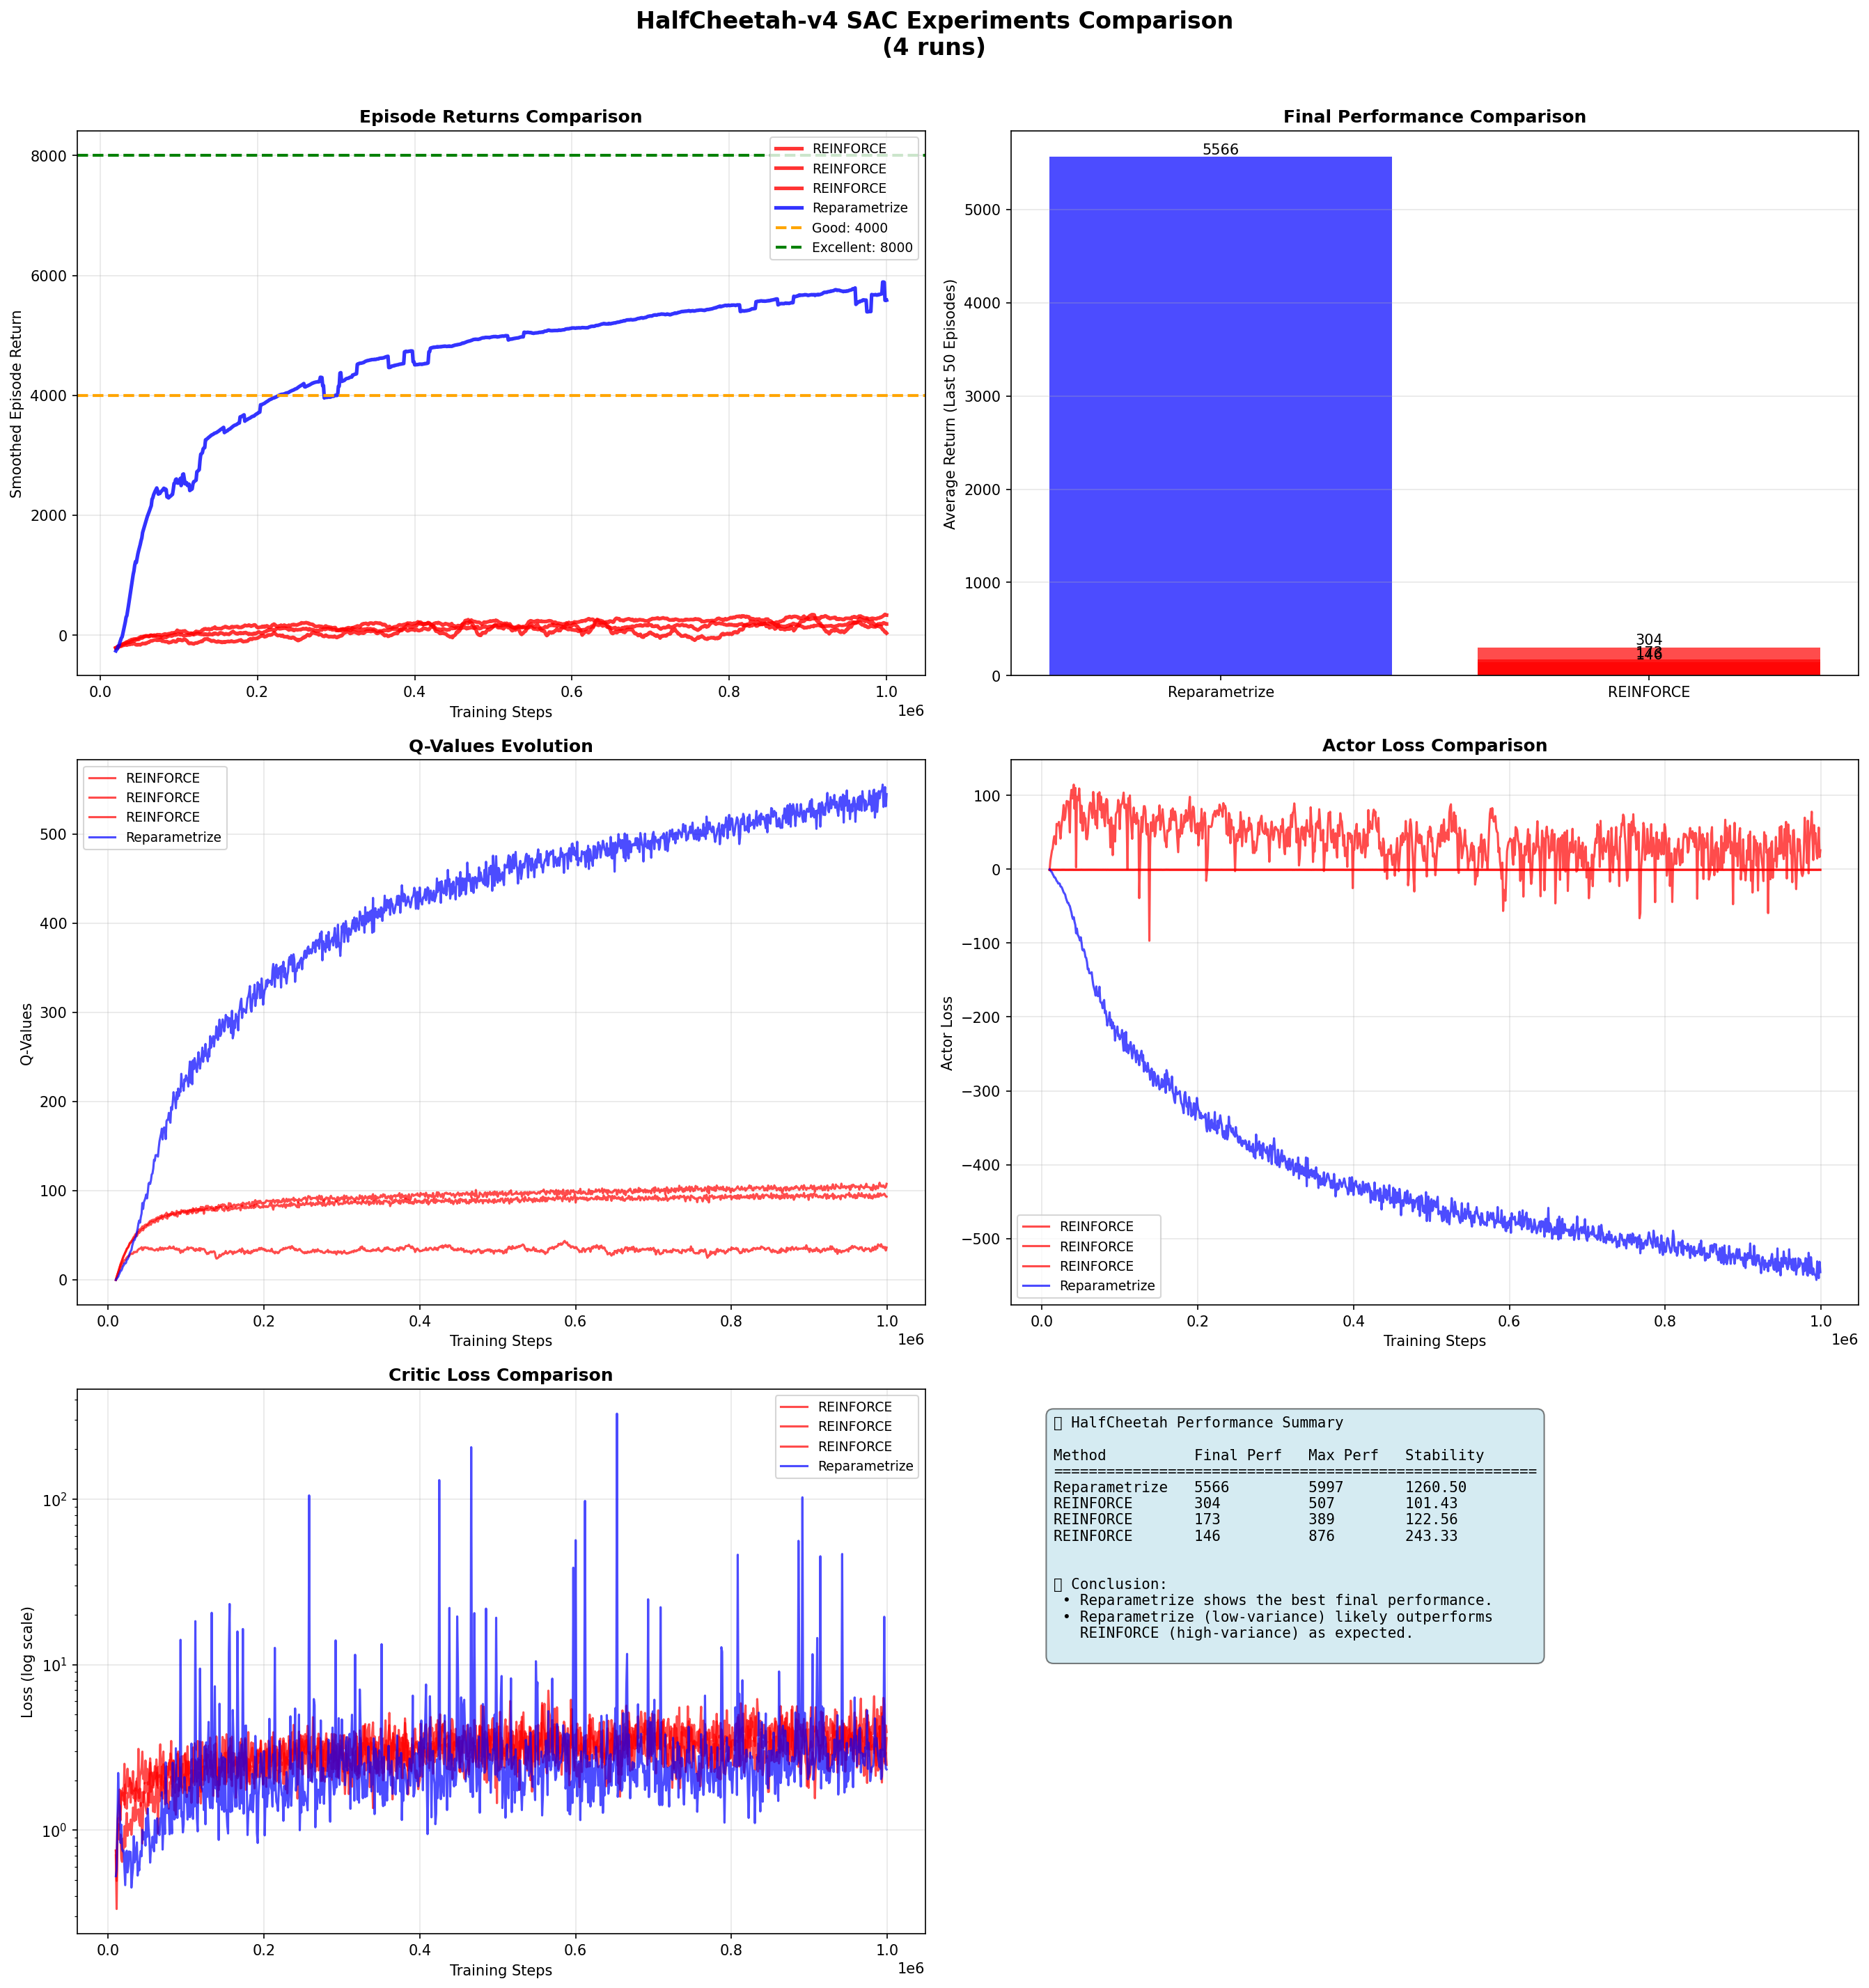 HalfCheetah-v4 SAC Experiments Comparison
(4 runs)
Episode Returns Comparison
Smoothed Episode Return
8000
6000
4000
2000
0
0.0 0.2 0.4 0.6 0.8 1.0
1e6
Training Steps
REINFORCE
REINFORCE
REINFORCE
Reparametrize
Good: 4000
Excellent: 8000
Final Performance Comparison
Average Return (Last 50 Episodes)
5000
4000
3000
2000
1000
0
5566
304
173
146
Reparametrize REINFORCE
Q-Values Evolution
Q-Values
500
400
300
200
100
0
0.0 0.2 0.4 0.6 0.8 1.0
1e6
Training Steps
REINFORCE
REINFORCE
REINFORCE
Reparametrize
Actor Loss Comparison
Actor Loss
100
0
−100
−200
−300
−400
−500
0.0 0.2 0.4 0.6 0.8 1.0
1e6
Training Steps
REINFORCE
REINFORCE
REINFORCE
Reparametrize
Critic Loss Comparison
Loss (log scale)
10²
10¹
10⁰
0.0 0.2 0.4 0.6 0.8 1.0
1e6
Training Steps
REINFORCE
REINFORCE
REINFORCE
Reparametrize
HalfCheetah Performance Summary
Method Final Perf Max Perf Stability
=======================================================
Reparametrize 5566 5997 1260.50
REINFORCE 304 507 101.43
REINFORCE 173 389 122.56
REINFORCE 146 876 243.33
Conclusion:
• Reparametrize shows the best final performance.
• Reparametrize (low-variance) likely outperforms
REINFORCE (high-variance) as expected.